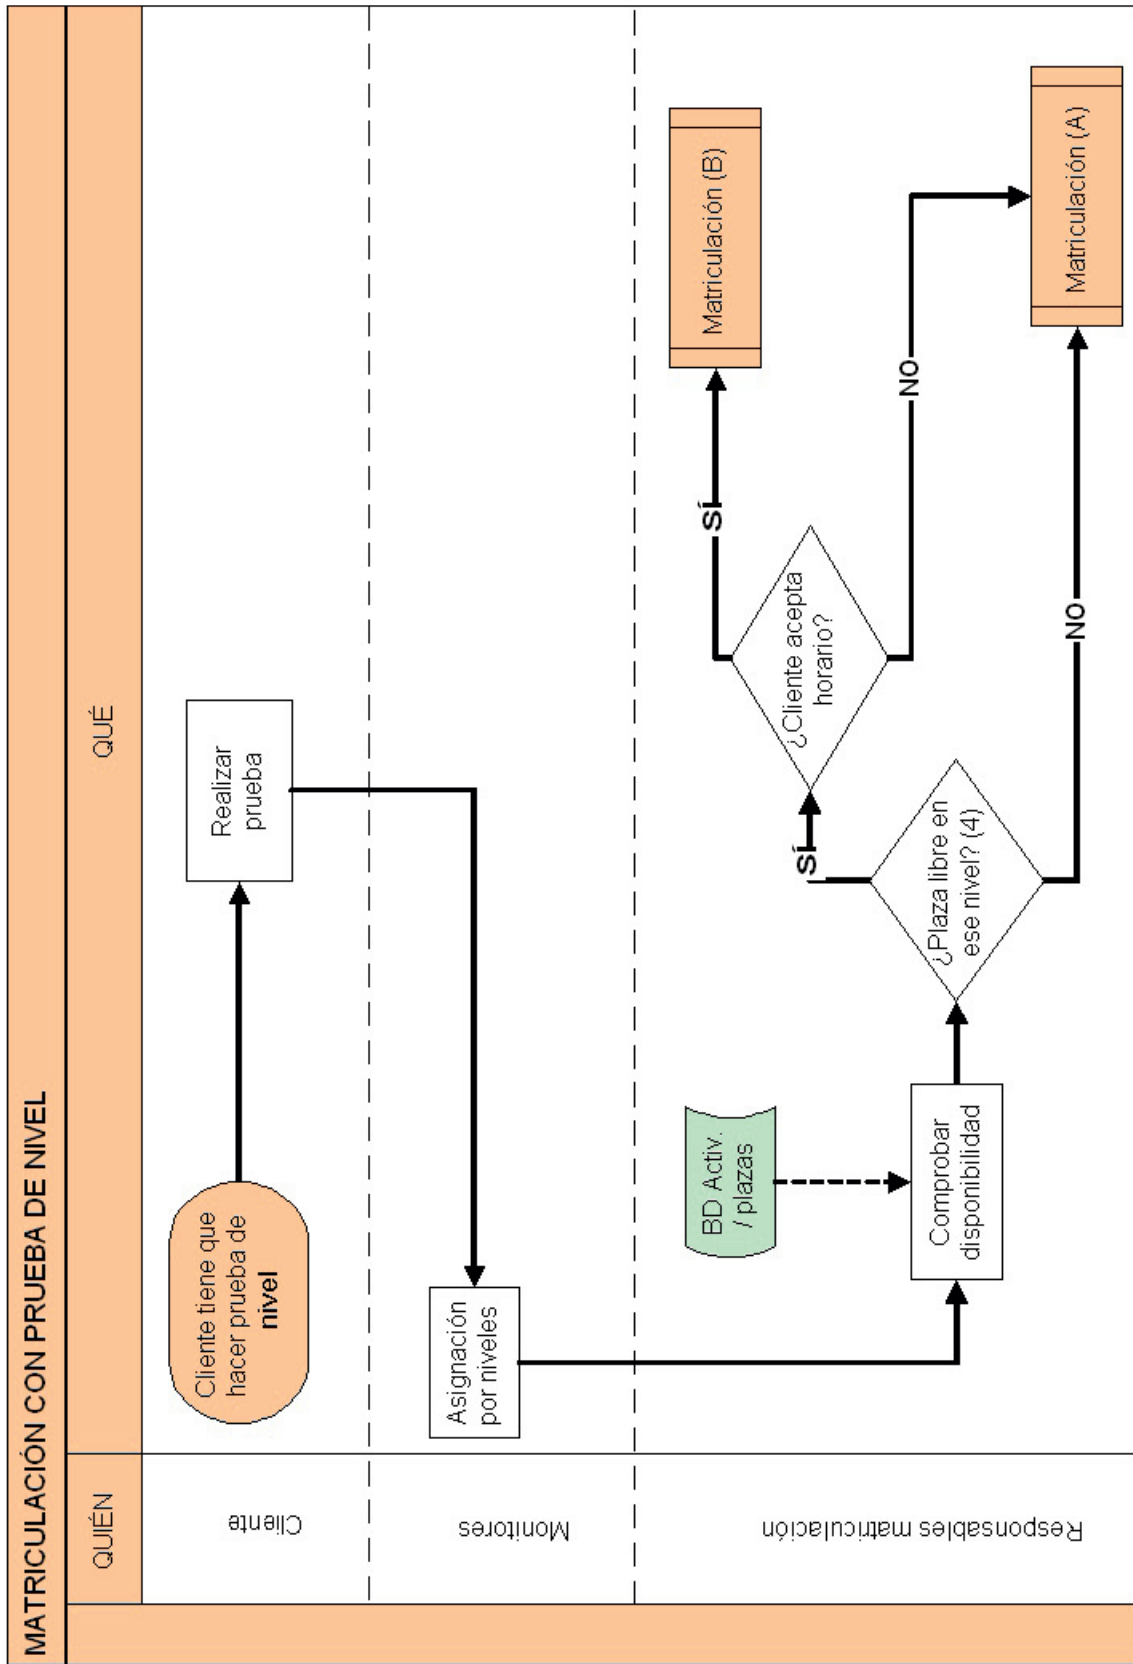 MATRICULACIÓN CON PRUEBA DE NIVEL
QUIÉN
QUÉ
Cliente
Cliente tiene que
hacer prueba de
nivel
Realizar
prueba
Monitores
Asignación
por niveles
Responsables matriculación
BD Activ.
/ plazas
Comprobar
disponibilidad
¿Plaza libre en
ese nivel? (4)
SÍ
NO
¿Cliente acepta
horario?
SÍ
NO
Matriculación (B)
Matriculación (A)